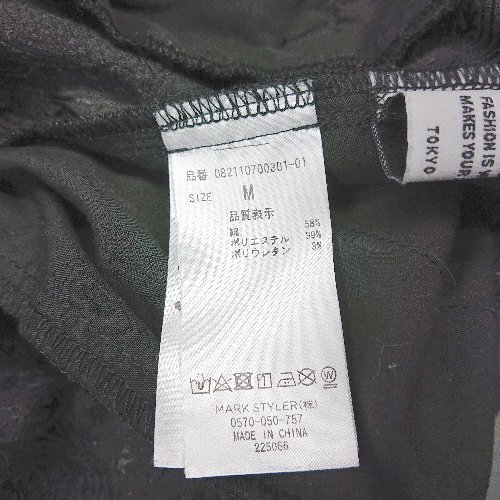 品番 082110700301-01
SIZE M
品質表示
綿 58%
ポリエステル 39%
ポリウレタン 3%
MARK STYLER(株)
0570-050-757
MADE IN CHINA
225066
FASHION IS
MAKES YOUR
TOKYO